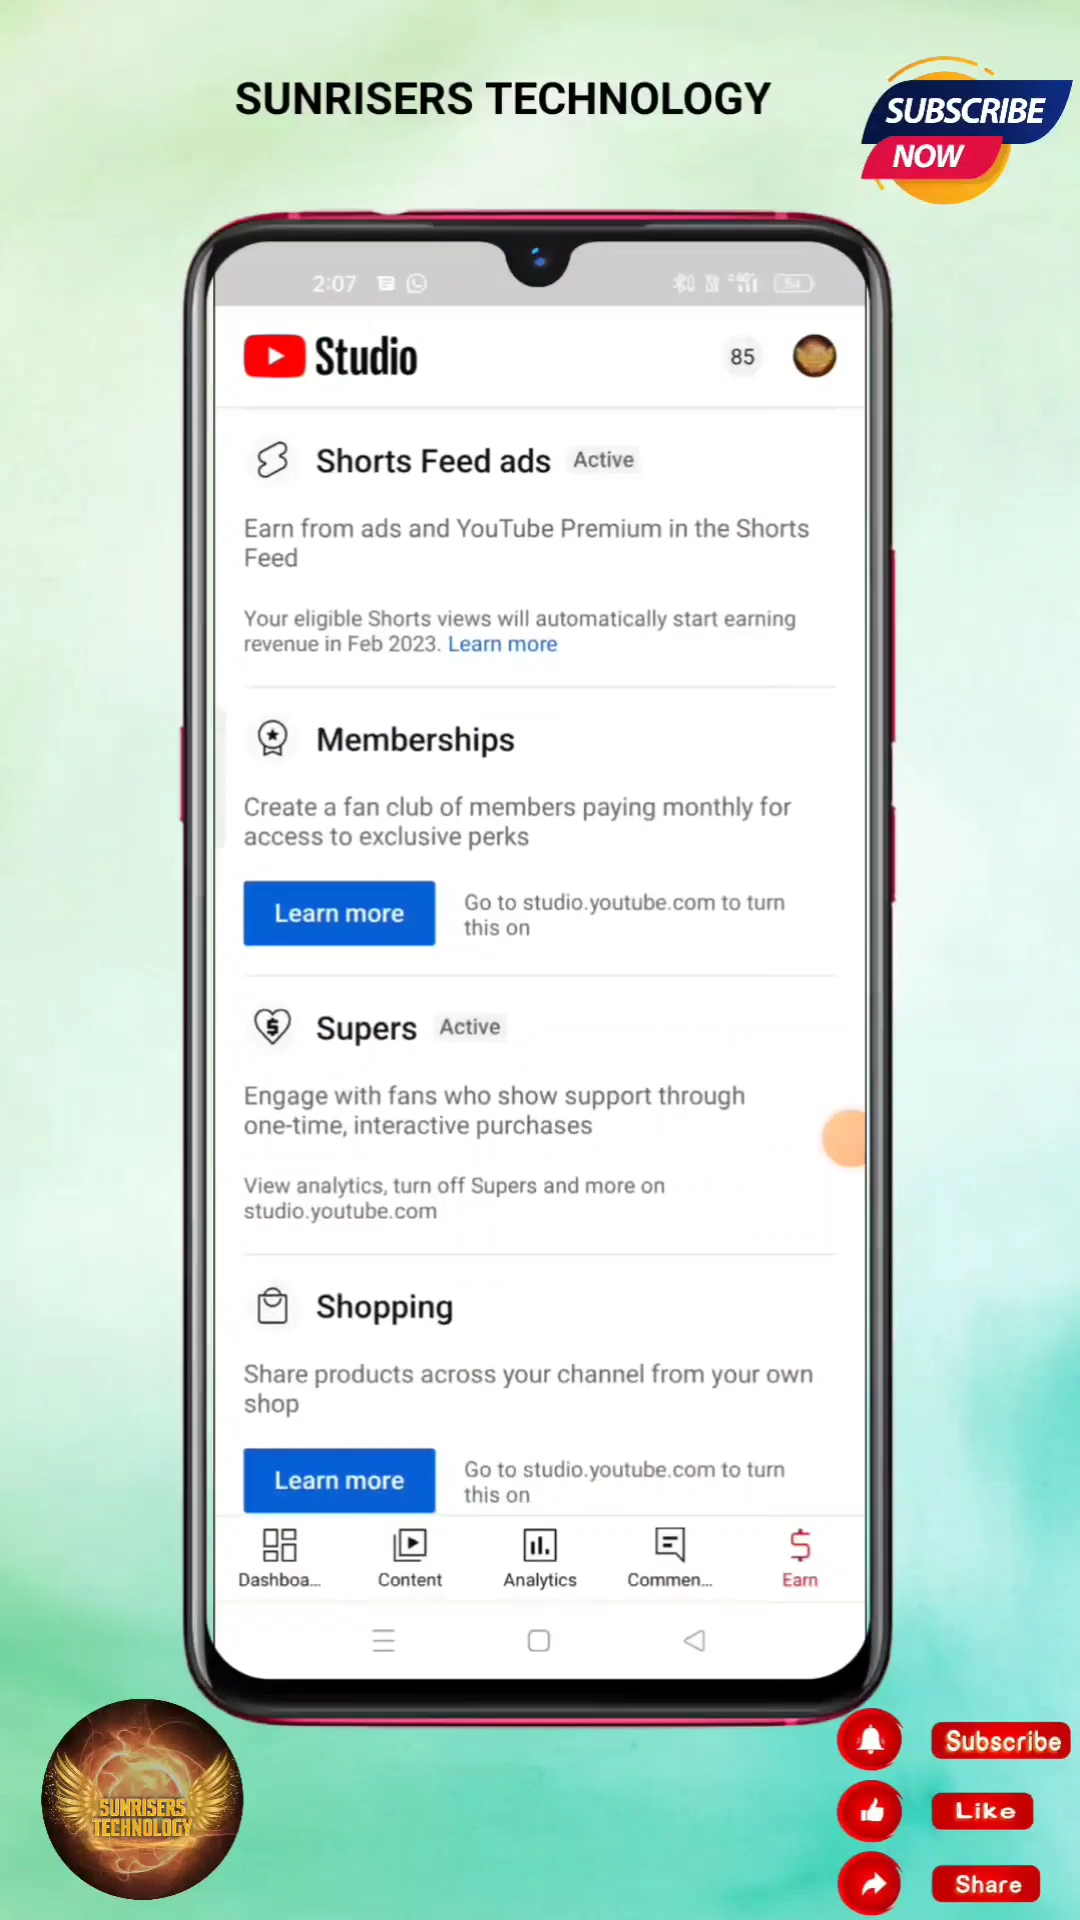 SUNRISERS TECHNOLOGY
SUBSCRIBE
NOW
2:07
54
Studio
85
Shorts Feed ads Active
Earn from ads and YouTube Premium in the Shorts
Feed
Your eligible Shorts views will automatically start earning
revenue in Feb 2023. Learn more
Memberships
Create a fan club of members paying monthly for
access to exclusive perks
Learn more
Go to studio.youtube.com to turn
this on
Supers Active
Engage with fans who show support through
one-time, interactive purchases
View analytics, turn off Supers and more on
studio.youtube.com
Shopping
Share products across your channel from your own
shop
Learn more
Go to studio.youtube.com to turn
this on
Dashboa... Content Analytics Commen... Earn
SUNRISERS
TECHNOLOGY
Subscribe
Like
Share